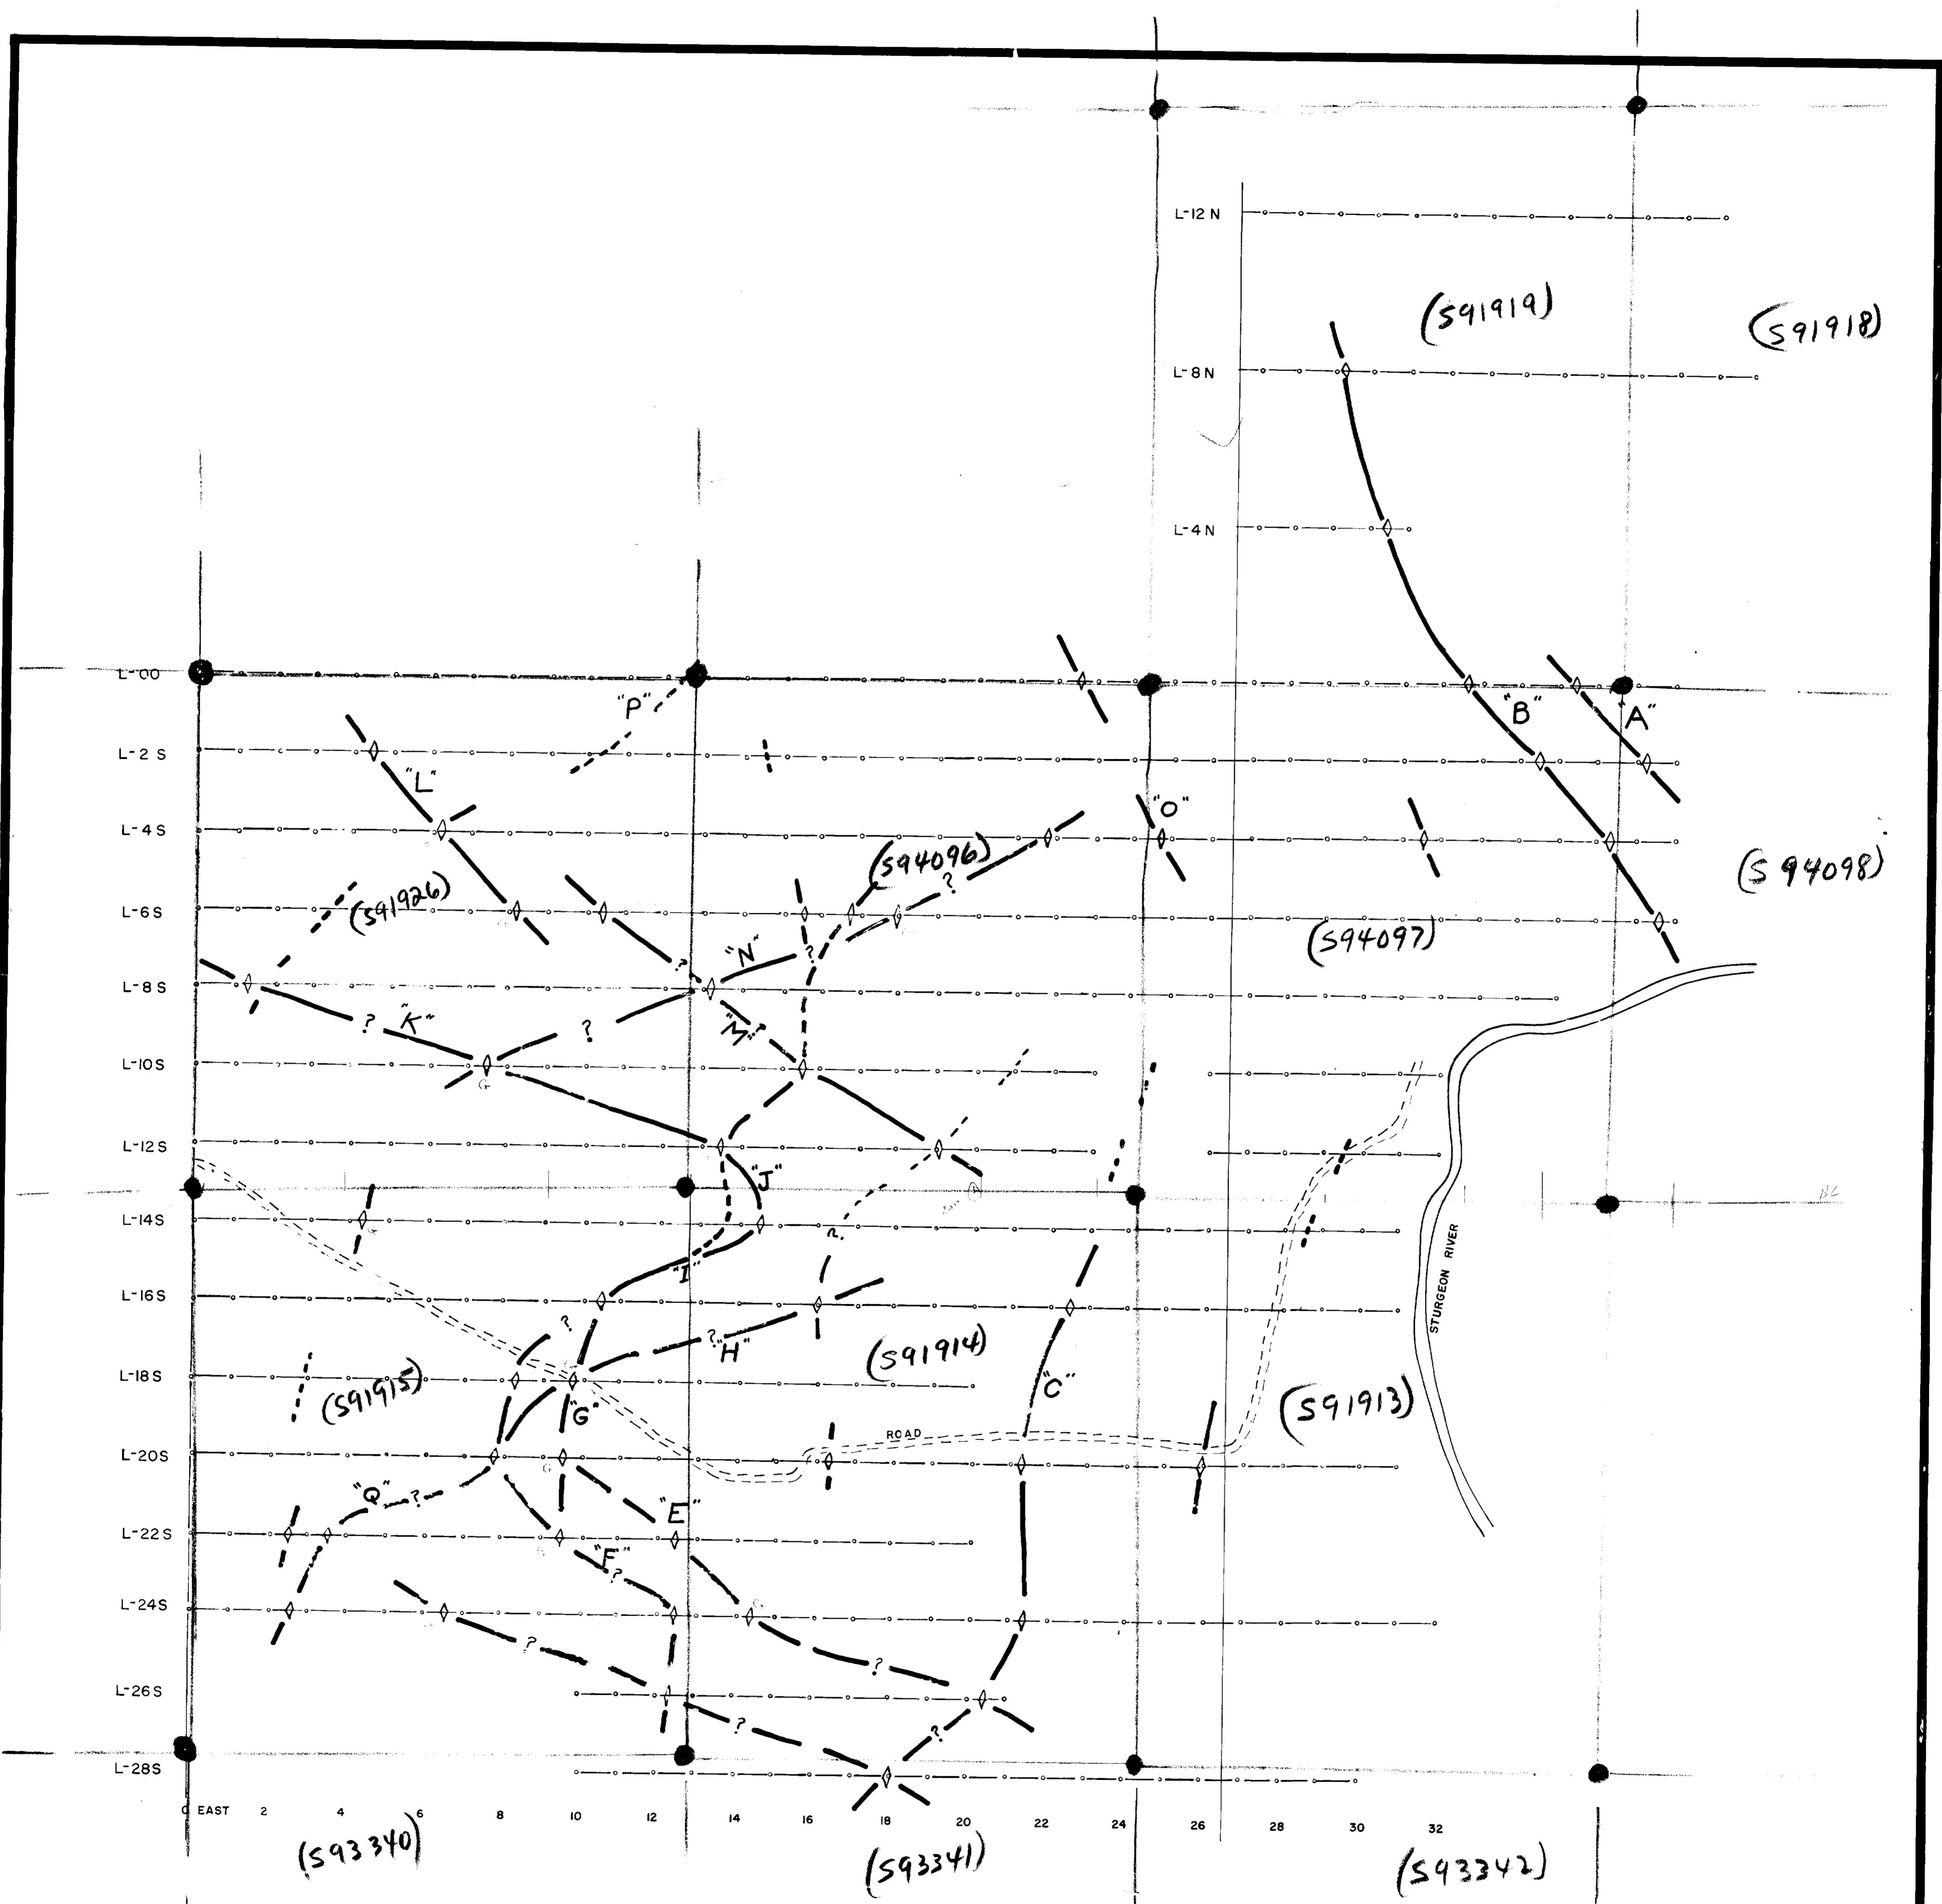 L-12 N
(S91919)
(S91918)
L-8 N
L-4 N
L-00
"P"
"B"
"A"
L-2 S
"L"
L-4 S
"O"
(S94096)
?
(S94098)
(S91926)
L-6 S
(S94097)
"N"
?
?
L-8 S
? "K"
?
"M" ?
L-10S
G
L-12S
"J"
BL
L-14S
"I"
STURGEON RIVER
L-16S
?
? "H"
(S91914)
L-18S
(S91915)
"G"
"C"
(S91913)
ROAD
L-20S
G
"Q" ?
"E"
L-22S
"F"
?
L-24S
G
?
?
L-26S
?
?
L-28S
0 EAST 2 4 6 8 10 12 14 16 18 20 22 24 26 28 30 32
(S93340)
(S93341)
(S93342)